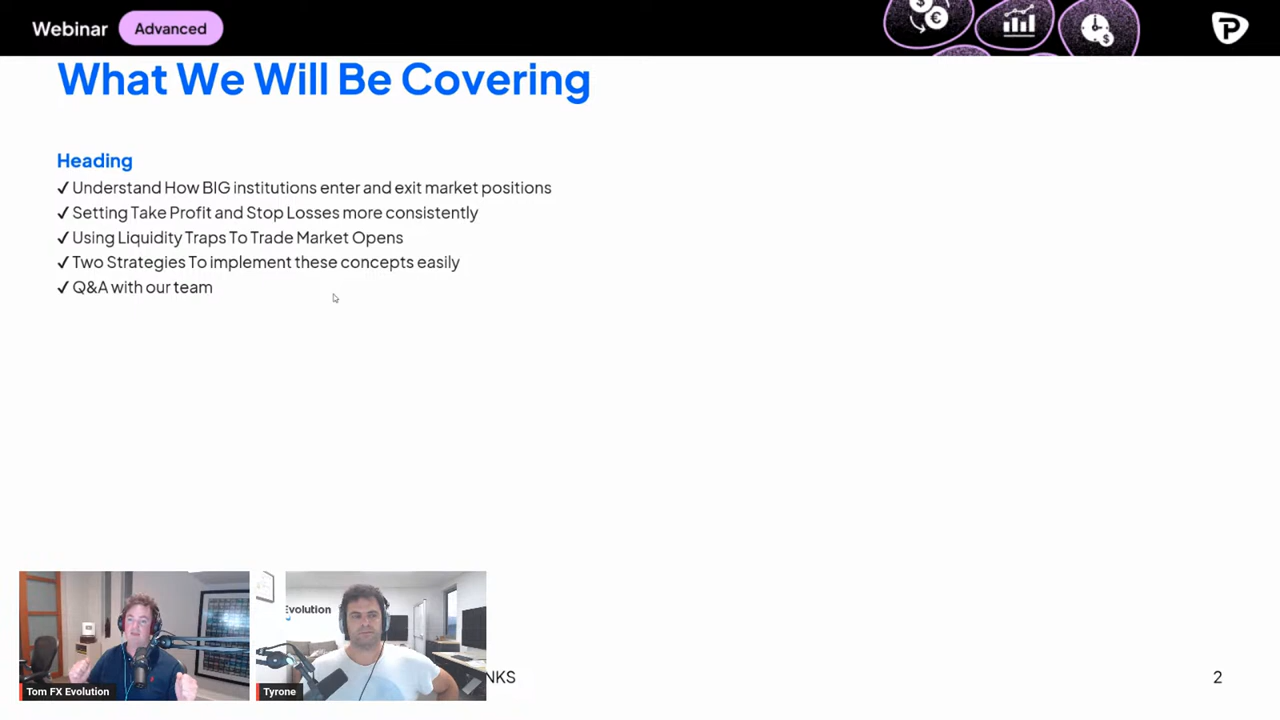 Webinar
Advanced
What We Will Be Covering
Heading
✓ Understand How BIG institutions enter and exit market positions
✓ Setting Take Profit and Stop Losses more consistently
✓ Using Liquidity Traps To Trade Market Opens
✓ Two Strategies To implement these concepts easily
✓ Q&A with our team
Evolution
Tom FX Evolution
Tyrone
NKS
2